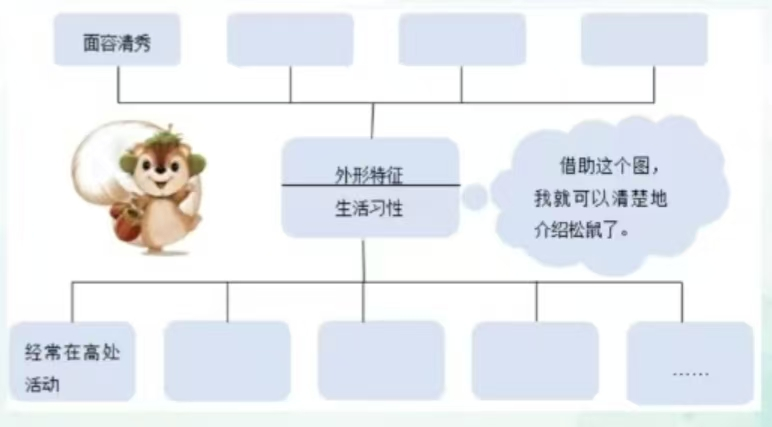 面容清秀
外形特征
生活习性
借助这个图，
我就可以清楚地
介绍松鼠了。
经常在高处
活动
……